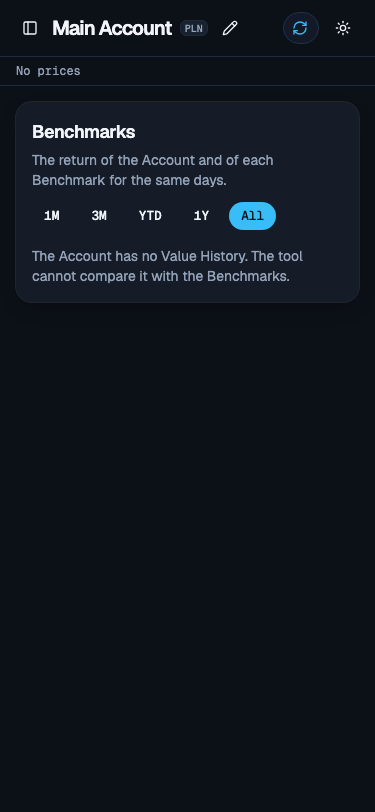 Main Account PLN
No prices
Benchmarks
The return of the Account and of each
Benchmark for the same days.
1M 3M YTD 1Y All
The Account has no Value History. The tool
cannot compare it with the Benchmarks.